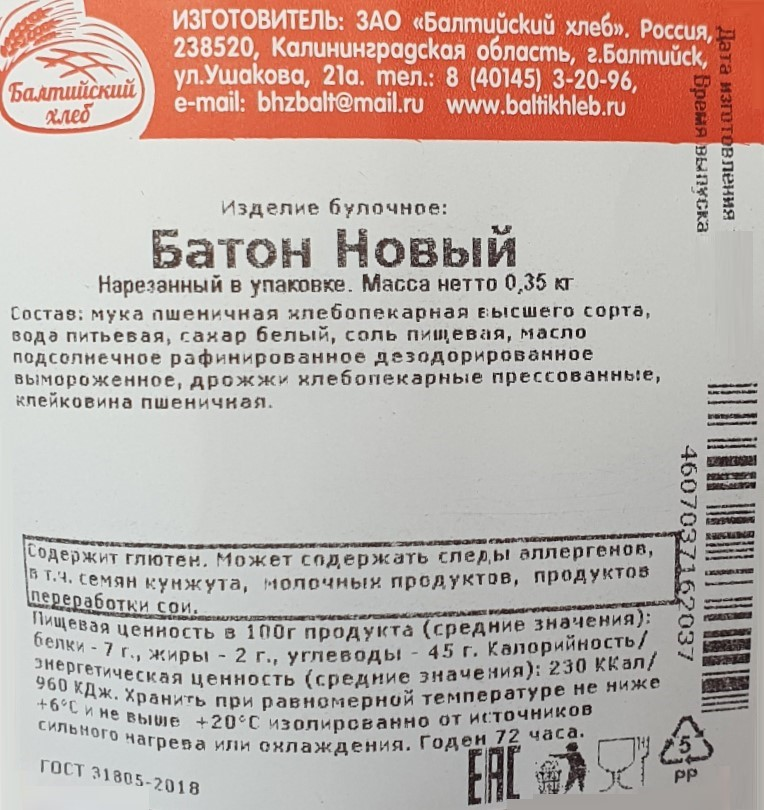 Балтийский
хлеб
ИЗГОТОВИТЕЛЬ: ЗАО «Балтийский хлеб». Россия,
238520, Калининградская область, г.Балтийск,
ул.Ушакова, 21а. тел.: 8 (40145) 3-20-96,
e-mail: bhzbalt@mail.ru www.baltikhleb.ru
Дата изготовления
Время выпуска
Изделие булочное:
Батон Новый
Нарезанный в упаковке. Масса нетто 0,35 кг
Состав: мука пшеничная хлебопекарная высшего сорта,
вода питьевая, сахар белый, соль пищевая, масло
подсолнечное рафинированное дезодорированное
вымороженное, дрожжи хлебопекарные прессованные,
клейковина пшеничная.
4607037162037
Содержит глютен. Может содержать следы аллергенов,
в т.ч. семян кунжута, молочных продуктов, продуктов
переработки сои.
Пищевая ценность в 100г продукта (средние значения):
белки - 7 г., жиры - 2 г., углеводы - 45 г. Калорийность/
энергетическая ценность (средние значения): 230 ККал/
960 КДж. Хранить при равномерной температуре не ниже
+6°С и не выше +20°С изолированно от источников
сильного нагрева или охлаждения. Годен 72 часа.
ГОСТ 31805-2018
ЕАС
5
PP